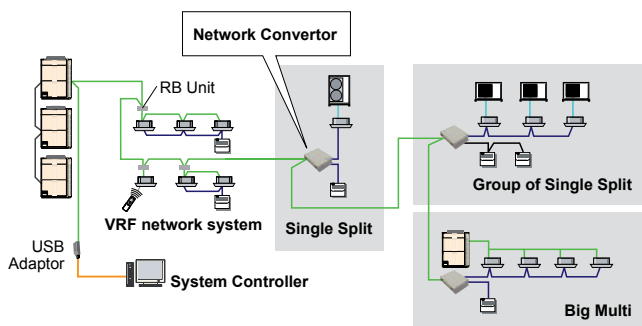 Network Convertor
RB Unit
VRF network system
Single Split
Group of Single Split
USB
Adaptor
System Controller
Big Multi